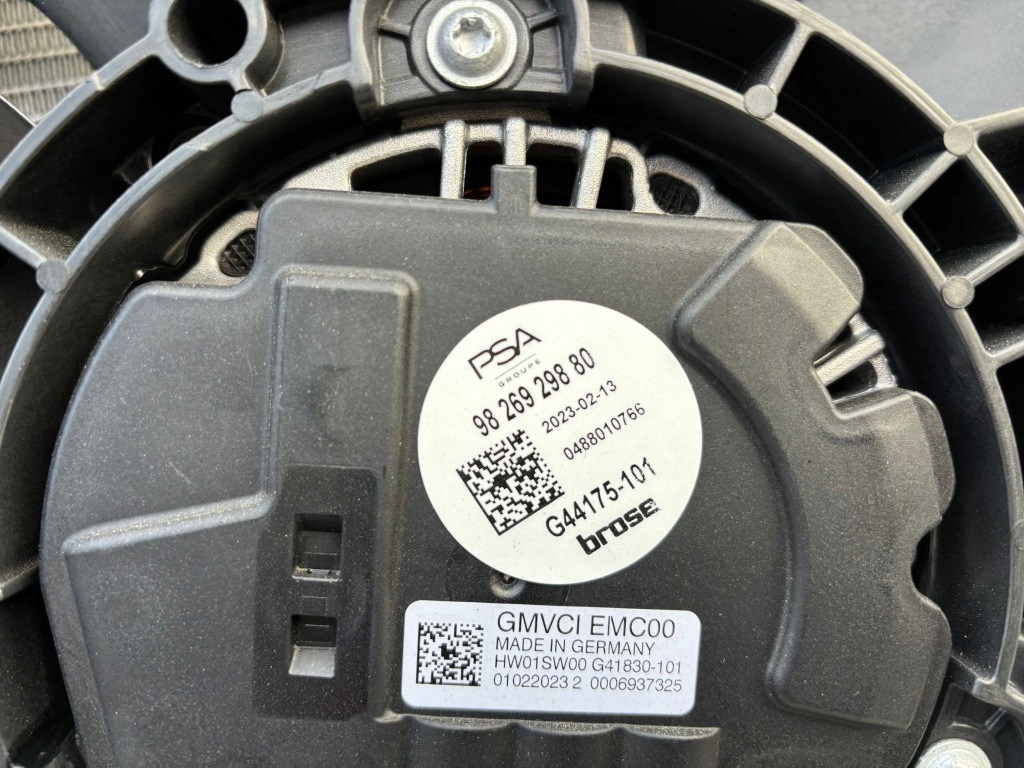 PSA
GROUPE
98 269 298 80
2023-02-13
0488010766
G44175-101
brose
GMVCI EMC00
MADE IN GERMANY
HW01SW00 G41830-101
01022023 2 0006937325